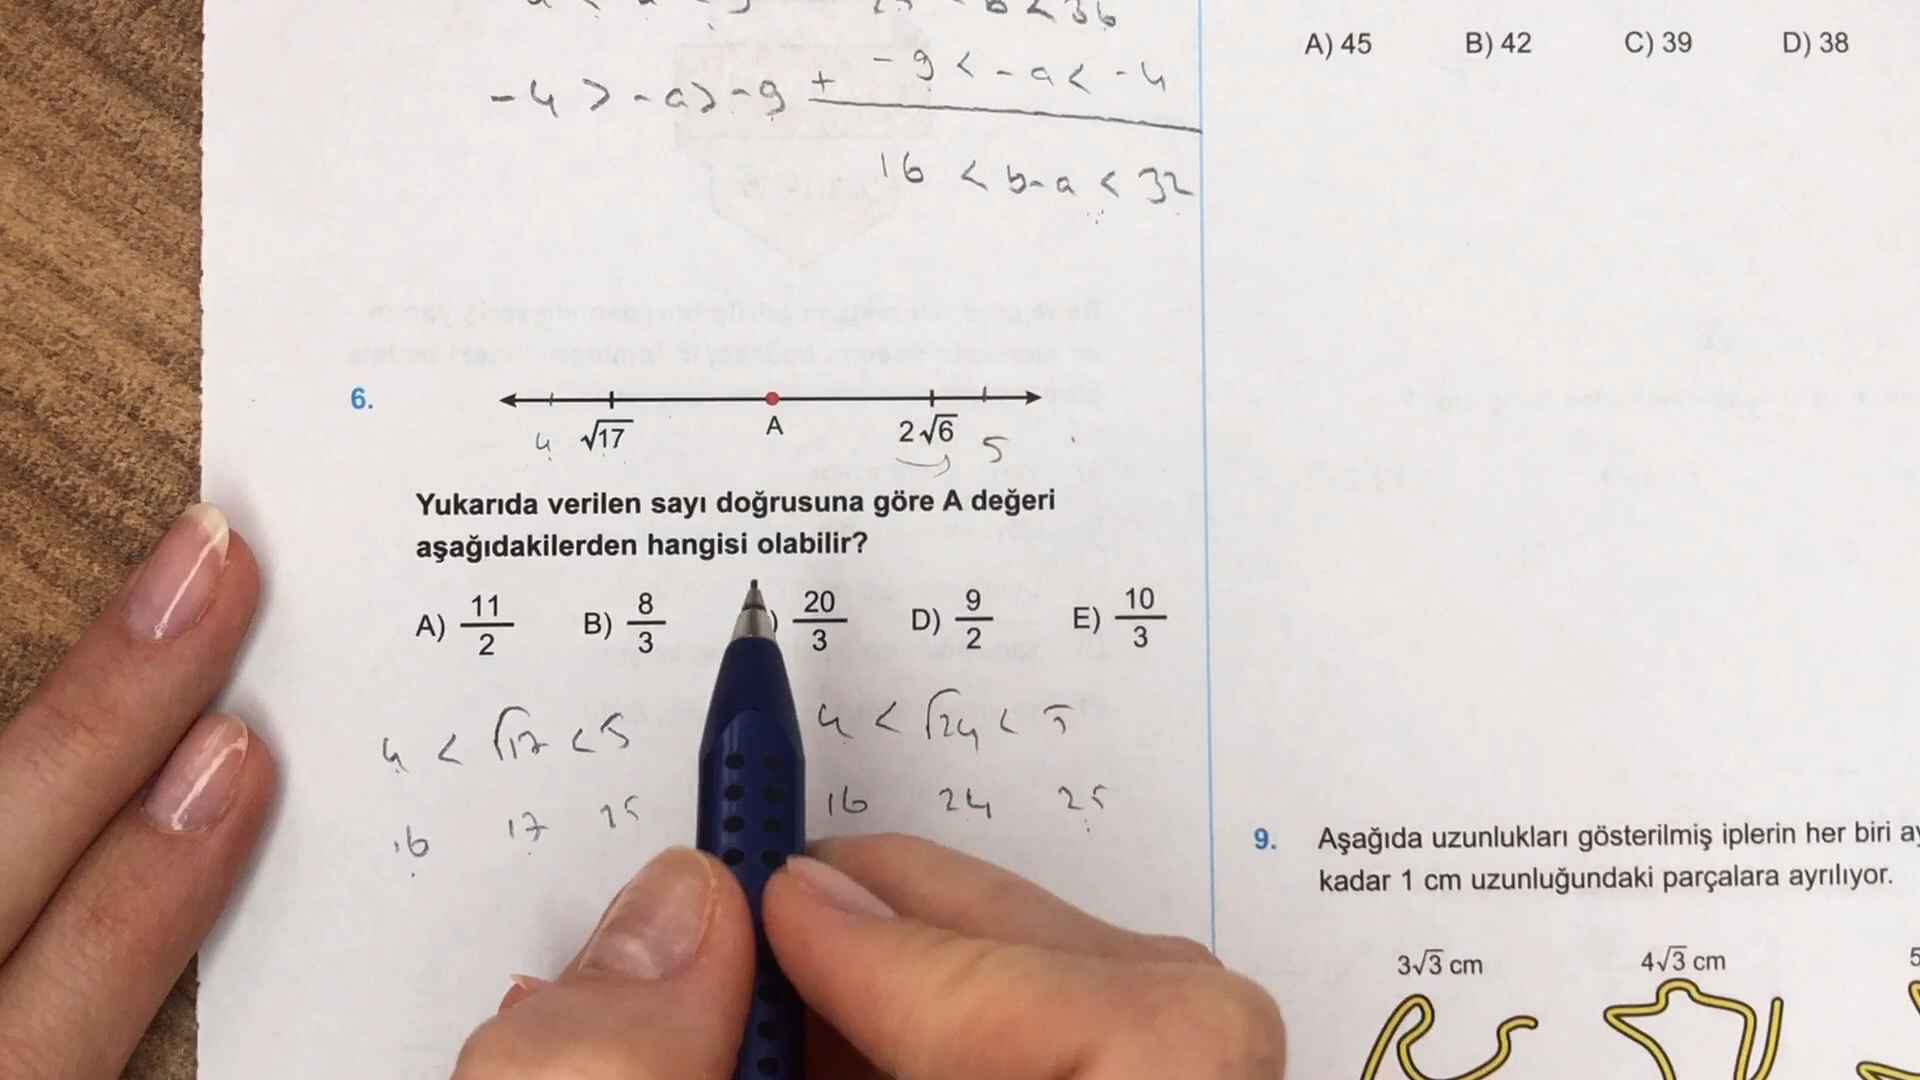 -4 > -a > -9 + -9 < -a < -4
16 < b-a < 32
6.
4 √17 A 2√6 5
Yukarıda verilen sayı doğrusuna göre A değeri
aşağıdakilerden hangisi olabilir?
A) 11/2 B) 8/3 ) 20/3 D) 9/2 E) 10/3
4 < √17 < 5 4 < √24 < 5
16 17 25 16 24 25
A) 45 B) 42 C) 39 D) 38
9. Aşağıda uzunlukları gösterilmiş iplerin her biri
kadar 1 cm uzunluğundaki parçalara ayrılıyor.
3√3 cm 4√3 cm 5